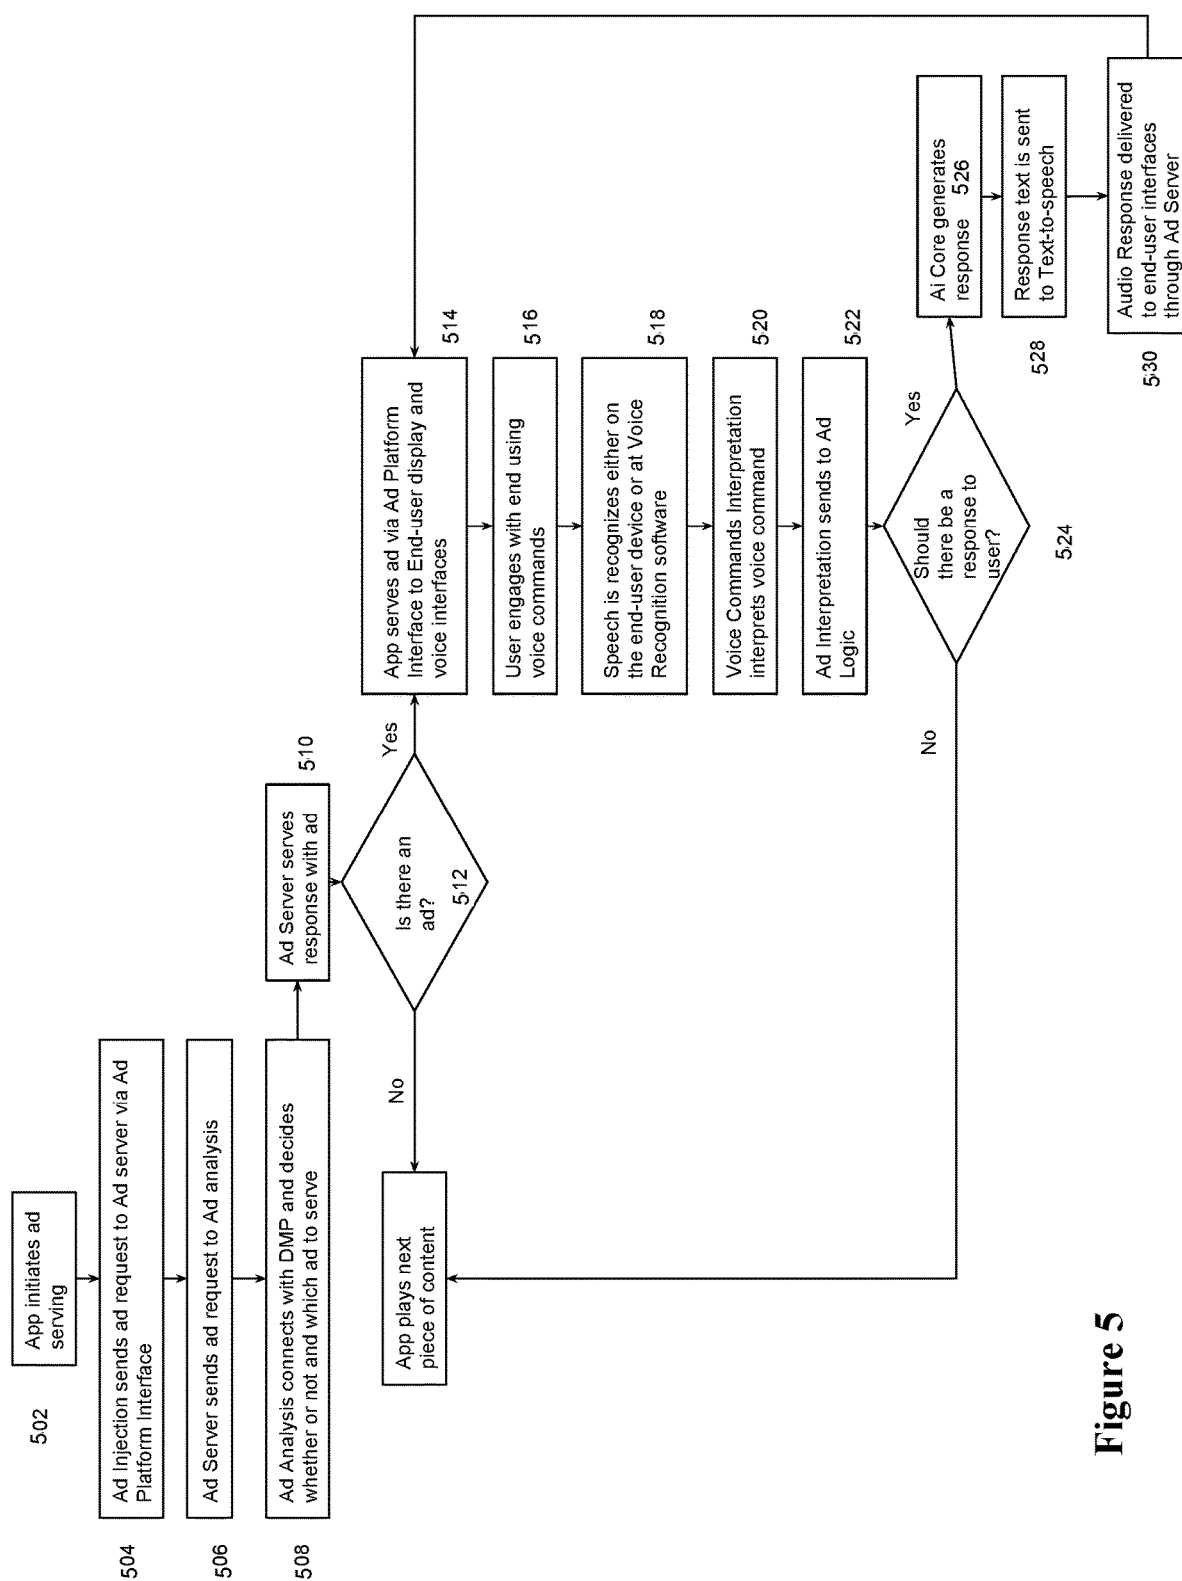 App initiates ad
serving
502
Ad Injection sends ad request to Ad server via Ad
Platform Interface
504
Ad Server sends ad request to Ad analysis
506
Ad Analysis connects with DMP and decides
whether or not and which ad to serve
508
Ad Server serves
response with ad
510
Is there an
ad?
512
No
Yes
App plays next
piece of content
App serves ad via Ad Platform
Interface to End-user display and
voice interfaces
514
User engages with end using
voice commands
516
Speech is recognizes either on
the end-user device or at Voice
Recognition software
518
Voice Commands Interpretation
interprets voice command
520
Ad Interpretation sends to Ad
Logic
522
Should
there be a
response to
user?
524
No
Yes
Ai Core generates
response 526
Response text is sent
to Text-to-speech
528
Audio Response delivered
to end-user interfaces
through Ad Server
530
Figure 5